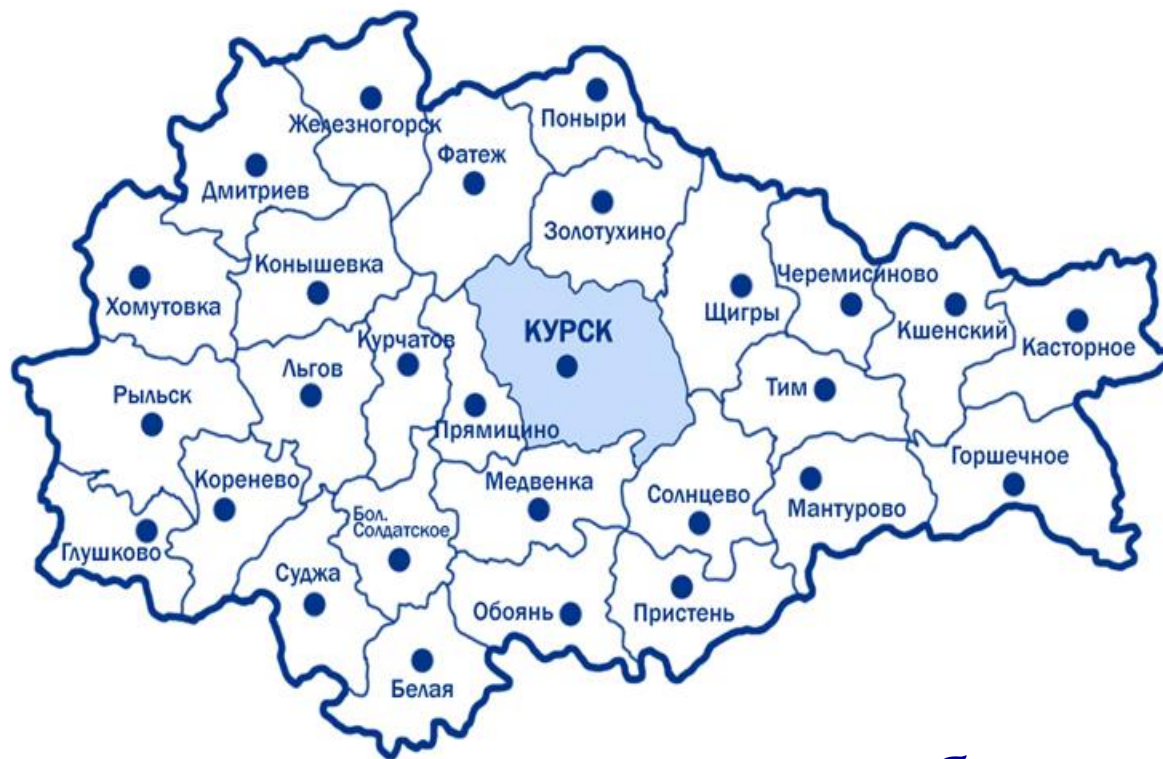 Железногорск
Поныри
Фатеж
Дмитриев
Золотухино
Конышевка
Хомутовка
Черемисиново
Щигры
Кшенский
Касторное
КУРСК
Курчатов
Льгов
Рыльск
Тим
Прямицино
Горшечное
Коренево
Медвенка
Солнцево
Мантурово
Бол.
Солдатское
Глушково
Суджа
Обоянь
Пристень
Белая